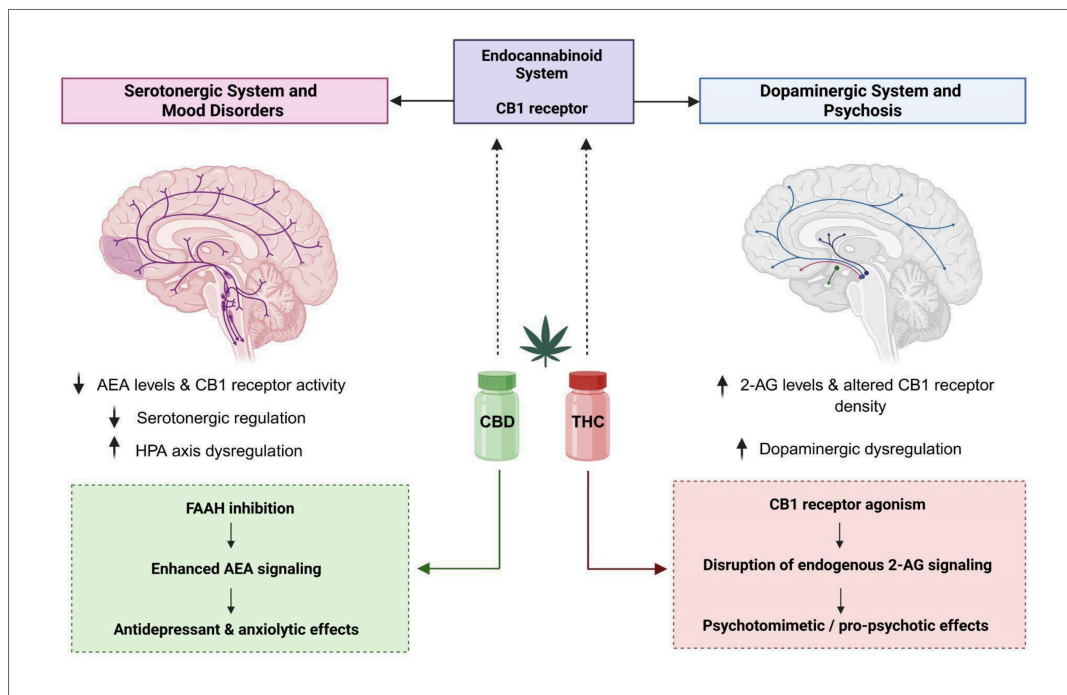 Endocannabinoid
System
CB1 receptor
Serotonergic System and
Mood Disorders
Dopaminergic System and
Psychosis
AEA levels & CB1 receptor activity
Serotonergic regulation
HPA axis dysregulation
CBD
THC
2-AG levels & altered CB1 receptor
density
Dopaminergic dysregulation
FAAH inhibition
Enhanced AEA signaling
Antidepressant & anxiolytic effects
CB1 receptor agonism
Disruption of endogenous 2-AG signaling
Psychotomimetic / pro-psychotic effects